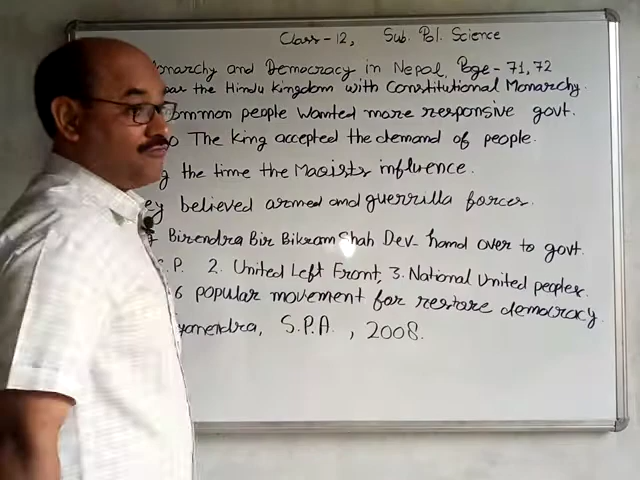 Class-12, Sub. Pol. Science
onarchy and Democracy in Nepal, Page-71,72
the Hindu Kingdom with Constitutional Monarchy.
ommon people wanted more responsive govt.
The King accepted the demand of people.
g the time the Maoists influence.
ey believed armed and guerrilla forces.
Birendra Bir Bikram Shah Dev- hand over to govt.
.P. 2. United Left Front, 3. National United peoples.
6 popular movement for restore democracy.
yanendra, S.P.A., 2008.